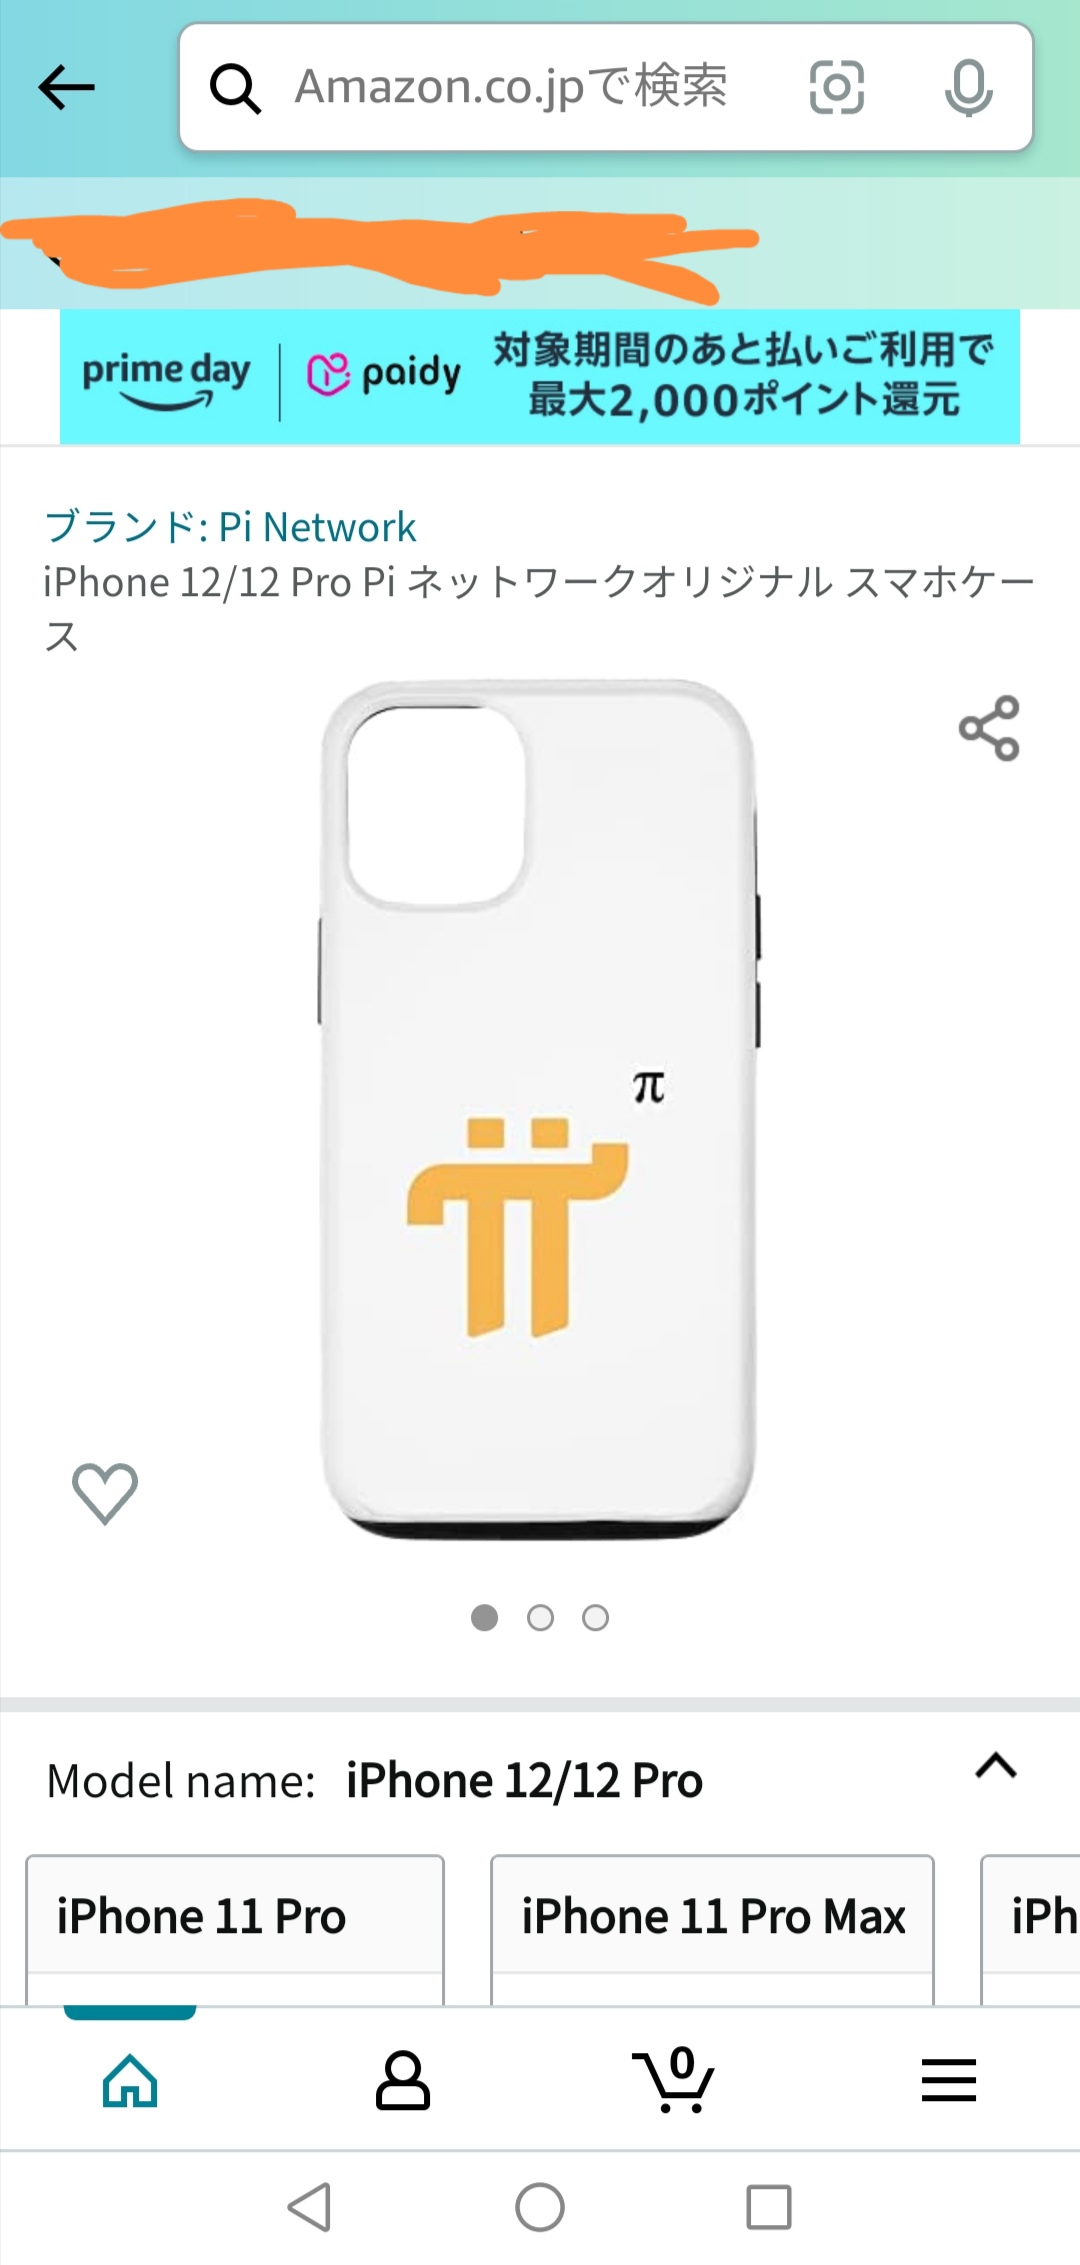 Amazon.co.jpで検索
prime day
paidy
対象期間のあと払いご利用で
最大2,000ポイント還元
ブランド: Pi Network
iPhone 12/12 Pro Pi ネットワークオリジナル スマホケー
ス
π
Model name: iPhone 12/12 Pro
iPhone 11 Pro
iPhone 11 Pro Max
iPh
0